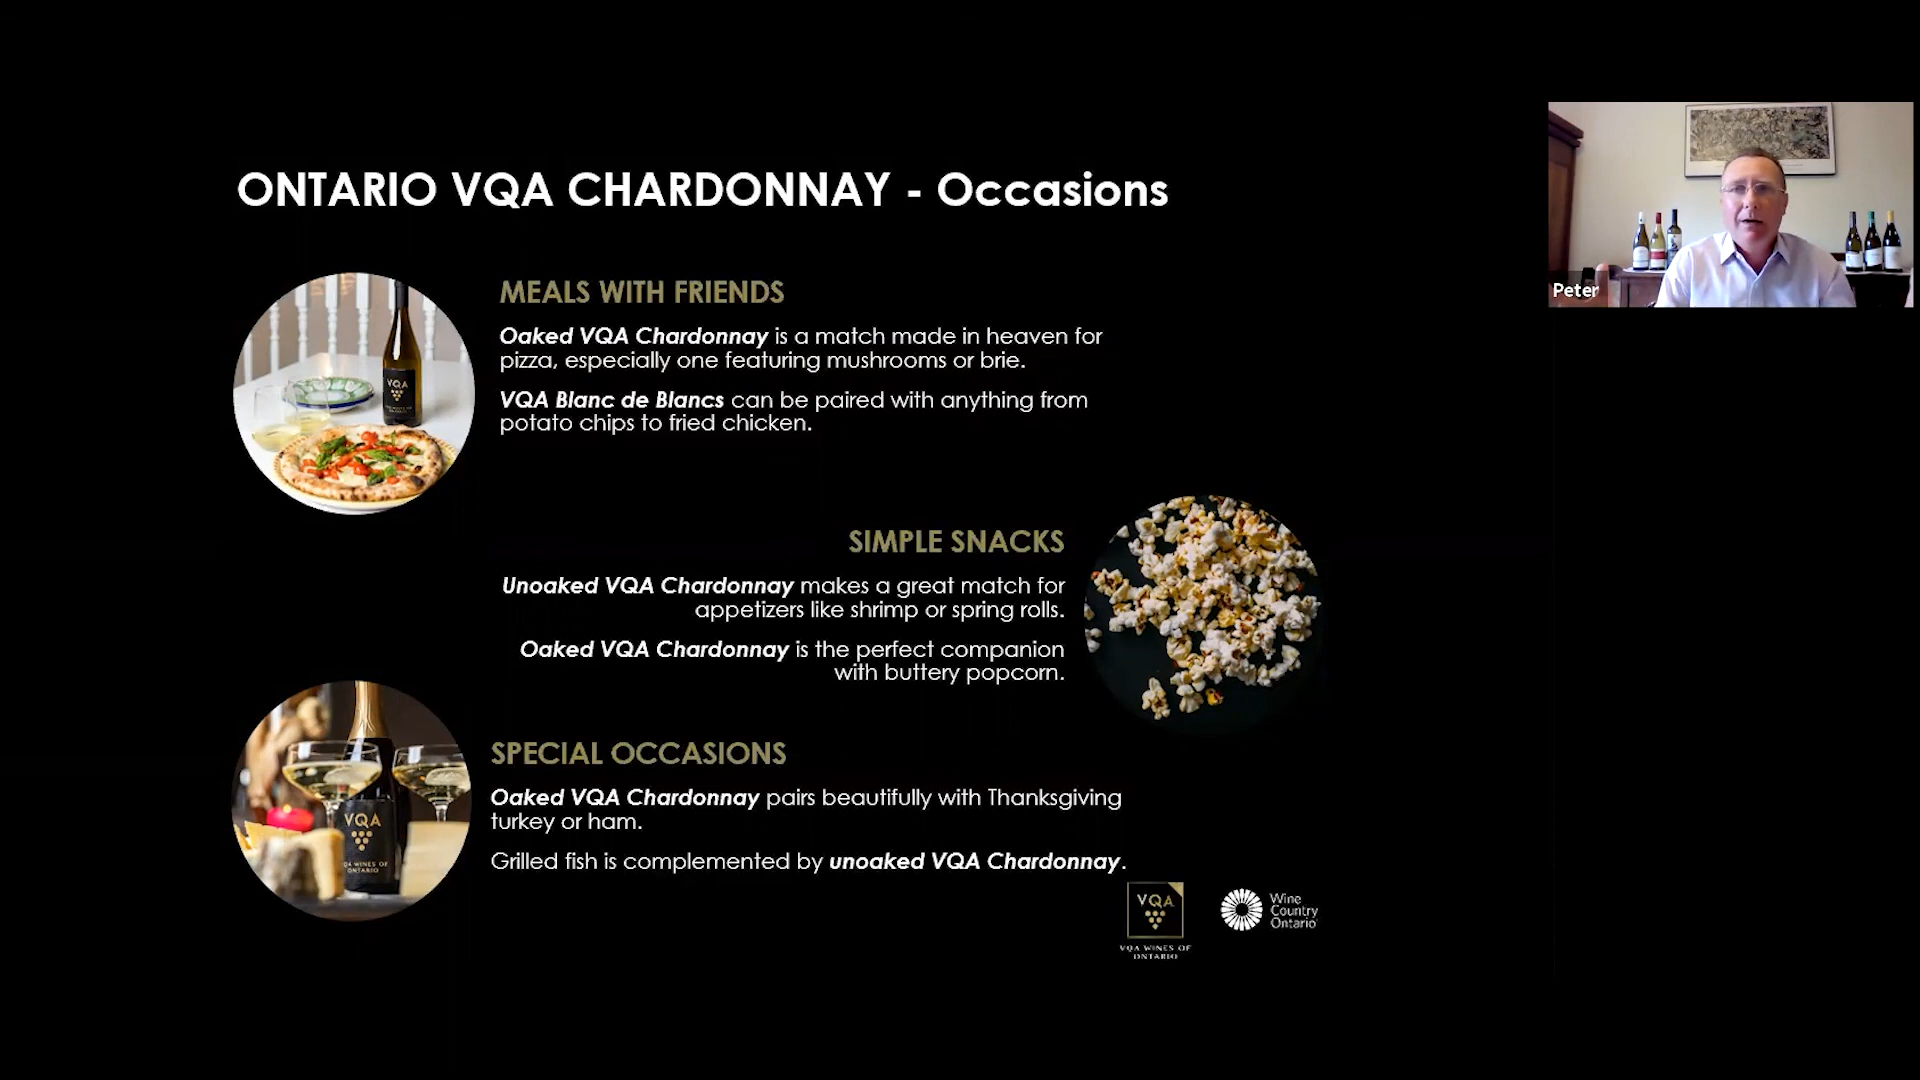 ONTARIO VQA CHARDONNAY - Occasions
Peter
MEALS WITH FRIENDS
Oaked VQA Chardonnay is a match made in heaven for
pizza, especially one featuring mushrooms or brie.
VQA Blanc de Blancs can be paired with anything from
potato chips to fried chicken.
VQA
SIMPLE SNACKS
Unoaked VQA Chardonnay makes a great match for
appetizers like shrimp or spring rolls.
Oaked VQA Chardonnay is the perfect companion
with buttery popcorn.
SPECIAL OCCASIONS
Oaked VQA Chardonnay pairs beautifully with Thanksgiving
turkey or ham.
Grilled fish is complemented by unoaked VQA Chardonnay.
VQA
WINES OF
ONTARIO
VQA
VQA WINES OF
ONTARIO
Wine
Country
Ontario